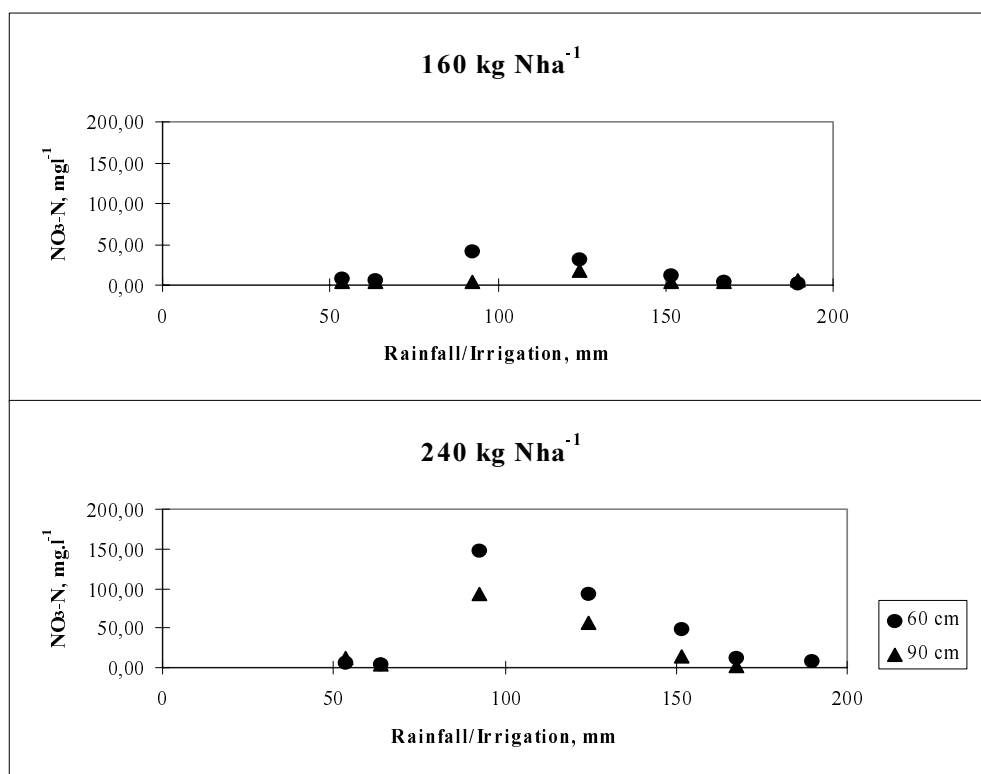 160 kg Nha⁻¹
NO₃-N, mgl⁻¹
200,00
150,00
100,00
50,00
0,00
0 50 100 150 200
Rainfall/Irrigation, mm
240 kg Nha⁻¹
NO₃-N, mg.l⁻¹
200,00
150,00
100,00
50,00
0,00
0 50 100 150 200
Rainfall/Irrigation, mm
60 cm
90 cm